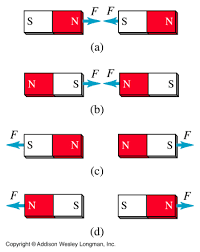 S N F F S N
(a)
N S F F N S
(b)
F S N S N F
(c)
F N S S N F
(d)
Copyright © Addison Wesley Longman, Inc.